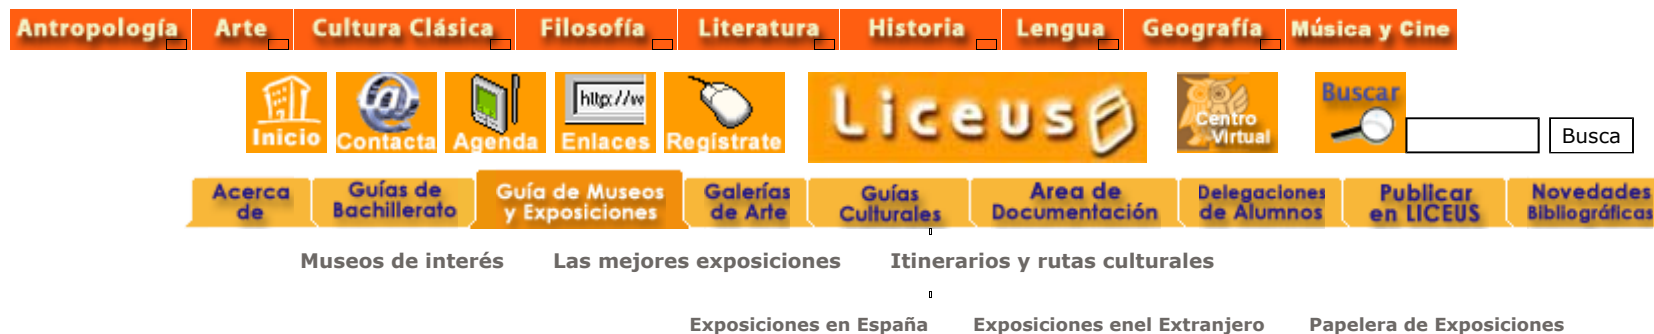 Antropología Arte Cultura Clásica Filosofía Literatura Historia Lengua Geografía Música y Cine
Inicio Contacta Agenda http://w Enlaces Regístrate Liceus Centro Virtual Buscar Busca
Acerca de
Guías de Bachillerato
Guía de Museos y Exposiciones
Galerías de Arte
Guías Culturales
Area de Documentación
Delegaciones de Alumnos
Publicar en LICEUS
Novedades Bibliográficas
Museos de interés Las mejores exposiciones Itinerarios y rutas culturales
Exposiciones en España Exposiciones enel Extranjero Papelera de Exposiciones